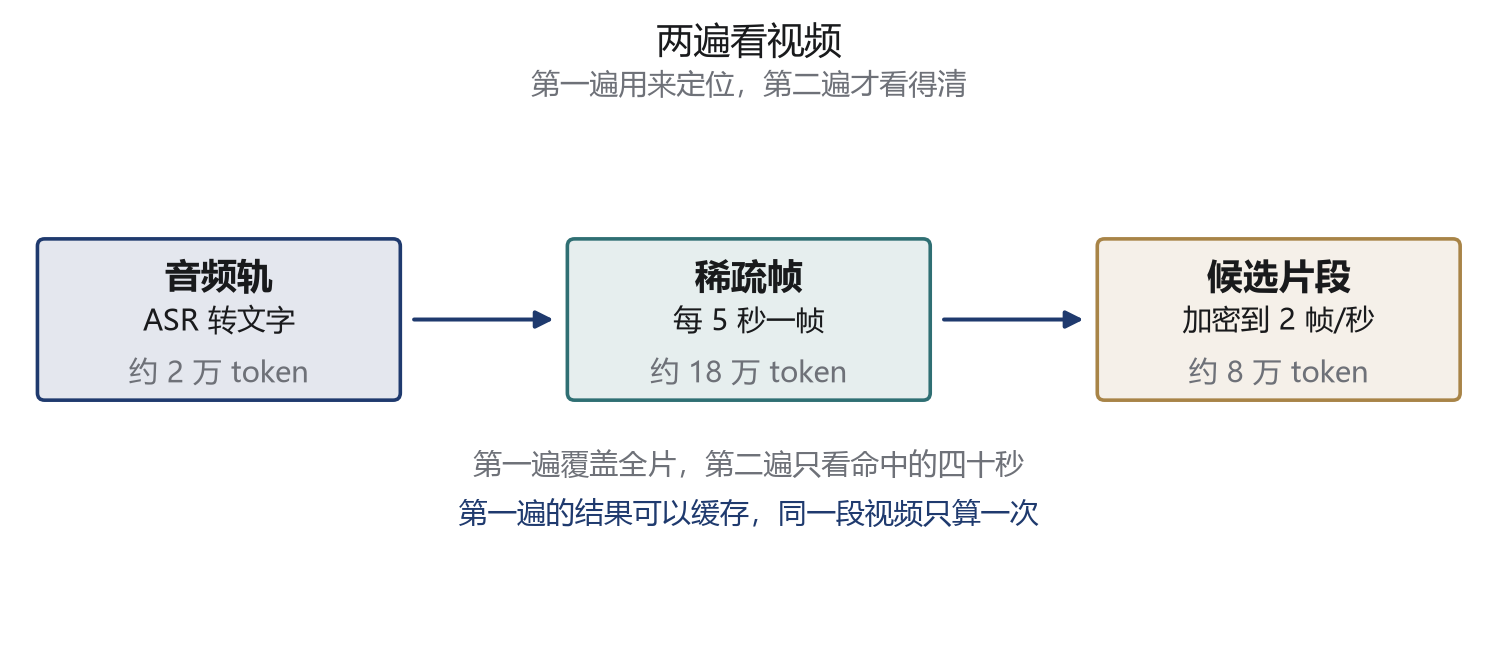 两遍看视频
第一遍用来定位，第二遍才看得清
音频轨
ASR 转文字
约 2 万 token
稀疏帧
每 5 秒一帧
约 18 万 token
候选片段
加密到 2 帧/秒
约 8 万 token
第一遍覆盖全片，第二遍只看命中的四十秒
第一遍的结果可以缓存，同一段视频只算一次